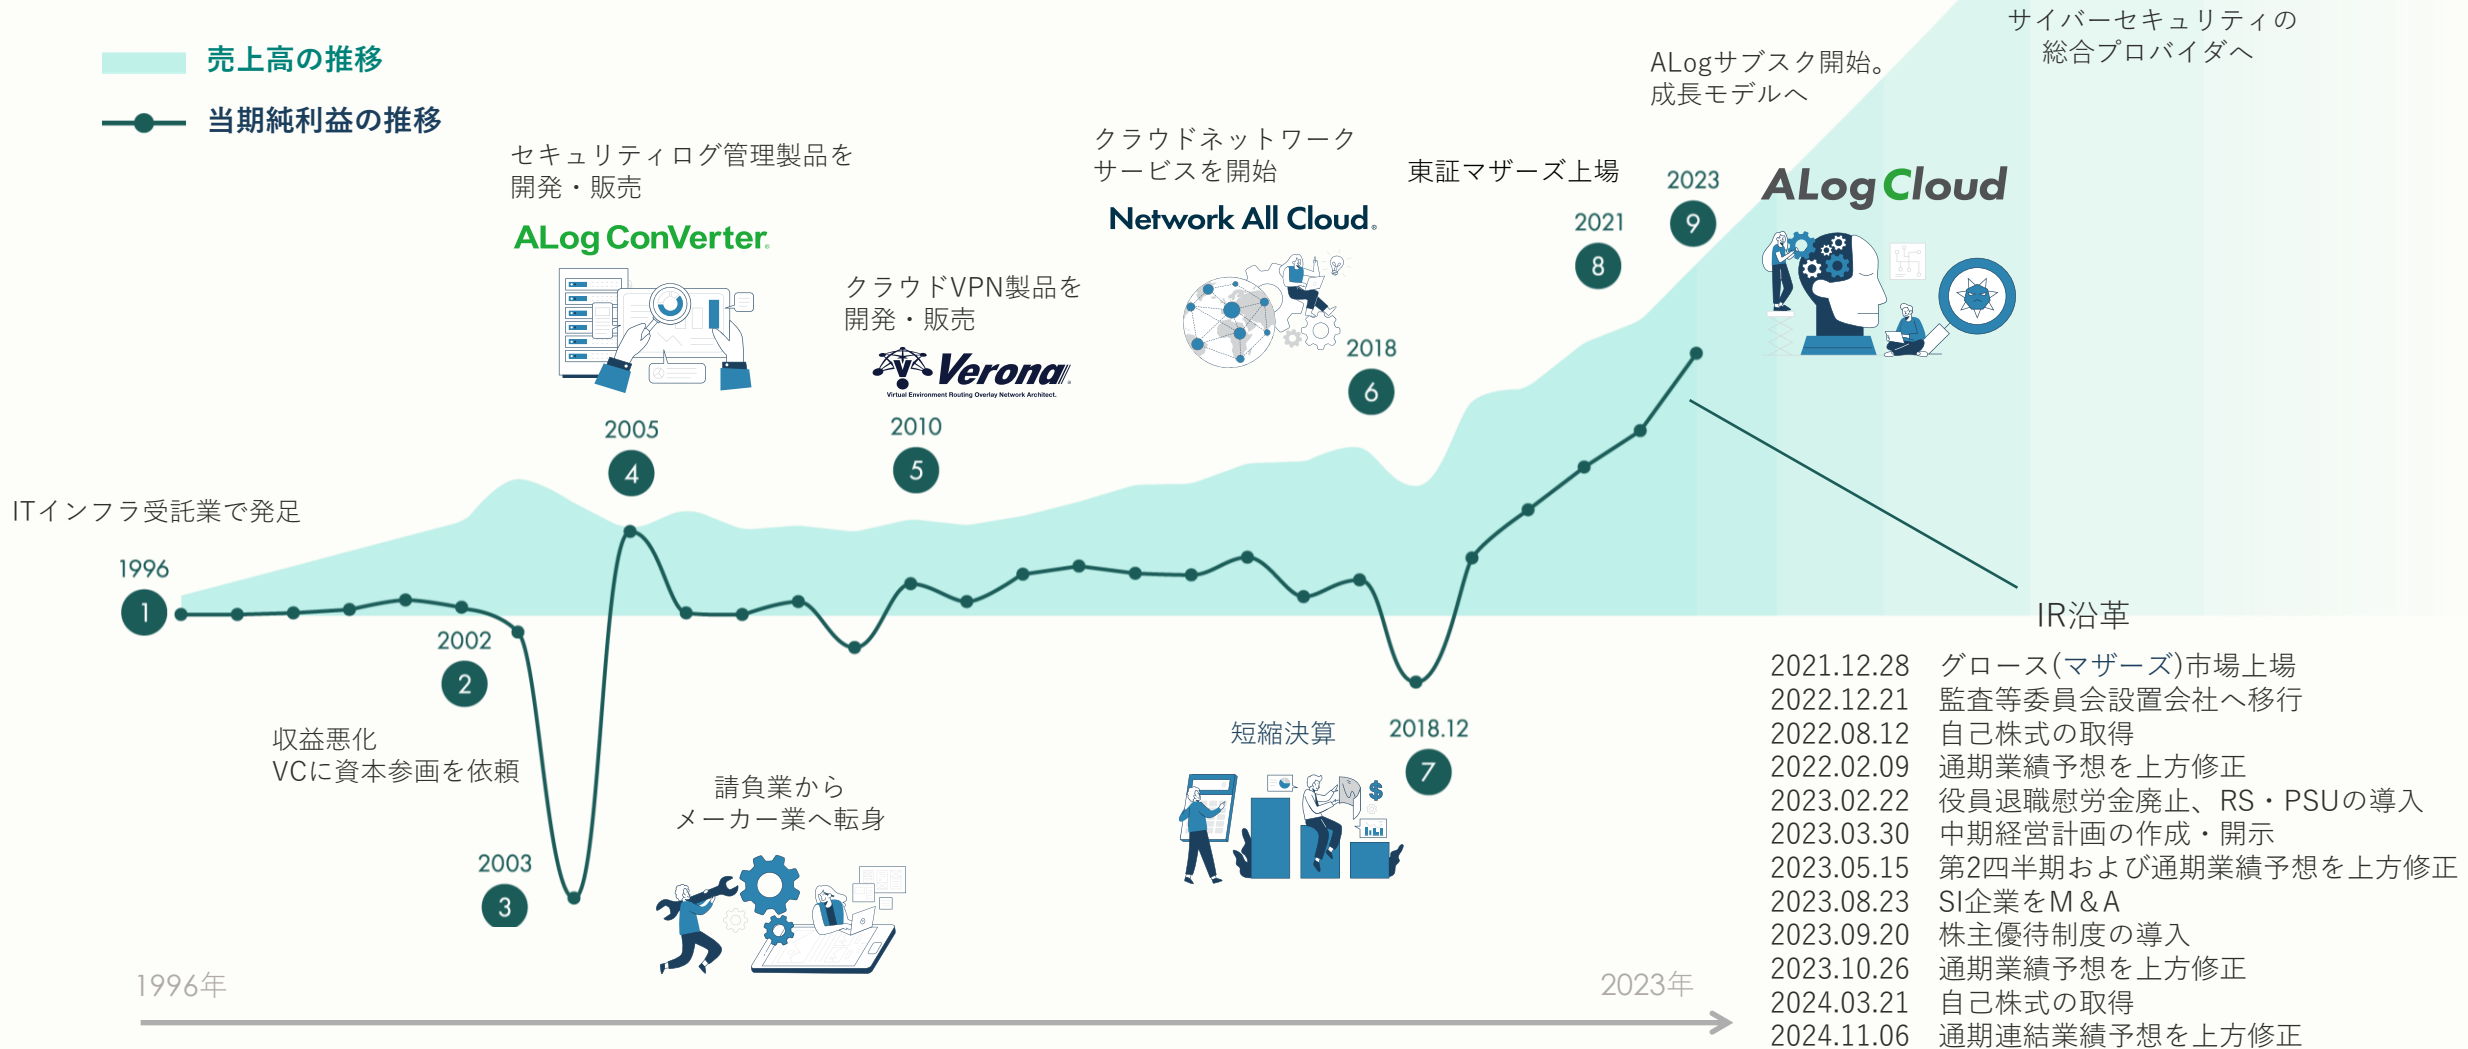 売上高の推移
当期純利益の推移
ITインフラ受託業で発足
1996
1
2002
2
収益悪化
VCに資本参画を依頼
2003
3
セキュリティログ管理製品を
開発・販売
ALog ConVerter®
2005
4
請負業から
メーカー業へ転身
クラウドVPN製品を
開発・販売
Verona®
Virtual Environment Routing Overlay Network Architect.
2010
5
クラウドネットワーク
サービスを開始
Network All Cloud®
2018
6
短縮決算
2018.12
7
$
東証マザーズ上場
2021
8
ALogサブスク開始。
成長モデルへ
2023
9
ALog Cloud
サイバーセキュリティの
総合プロバイダへ
IR沿革
2021.12.28 グロース(マザーズ)市場上場
2022.12.21 監査等委員会設置会社へ移行
2022.08.12 自己株式の取得
2022.02.09 通期業績予想を上方修正
2023.02.22 役員退職慰労金廃止、RS・PSUの導入
2023.03.30 中期経営計画の作成・開示
2023.05.15 第2四半期および通期業績予想を上方修正
2023.08.23 SI企業をM＆A
2023.09.20 株主優待制度の導入
2023.10.26 通期業績予想を上方修正
2024.03.21 自己株式の取得
2024.11.06 通期連結業績予想を上方修正
1996年
2023年